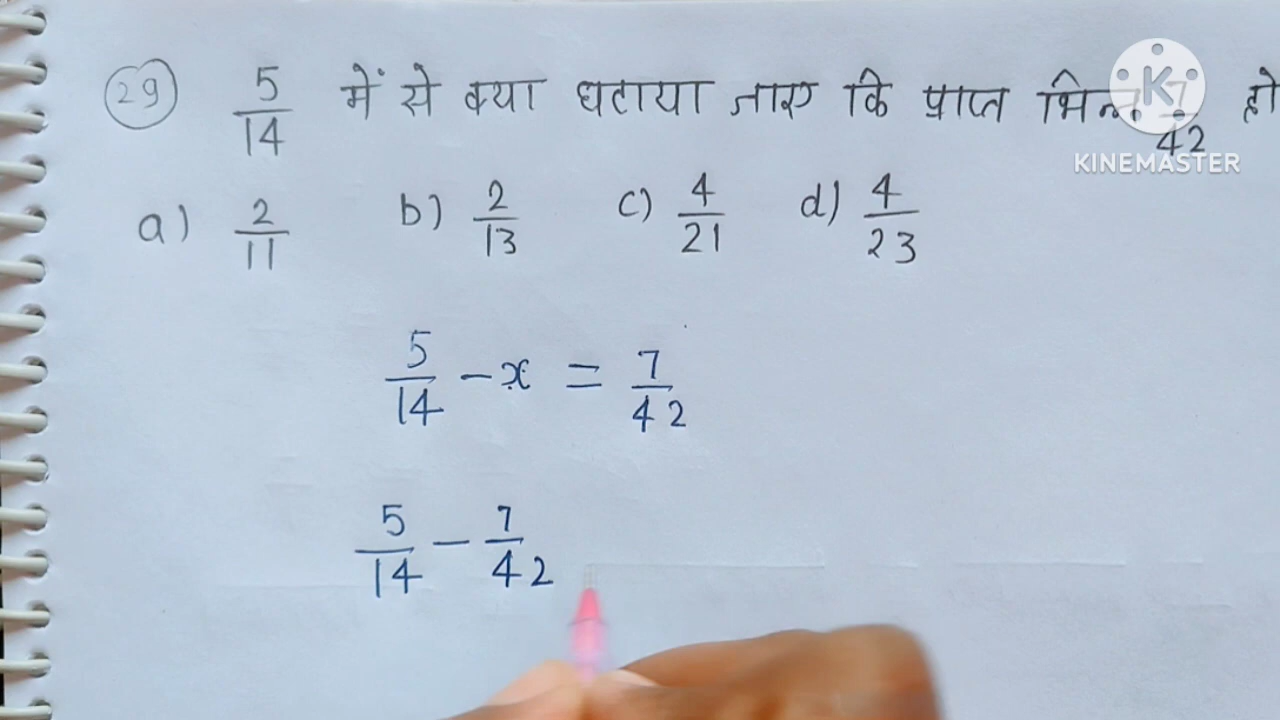 29 5/14 में से क्या घटाया जाए कि प्राप्त भिन्न 7/42 हो
a) 2/11 b) 2/13 c) 4/21 d) 4/23
5/14 - x = 7/42
5/14 - 7/42
K
KINEMASTER